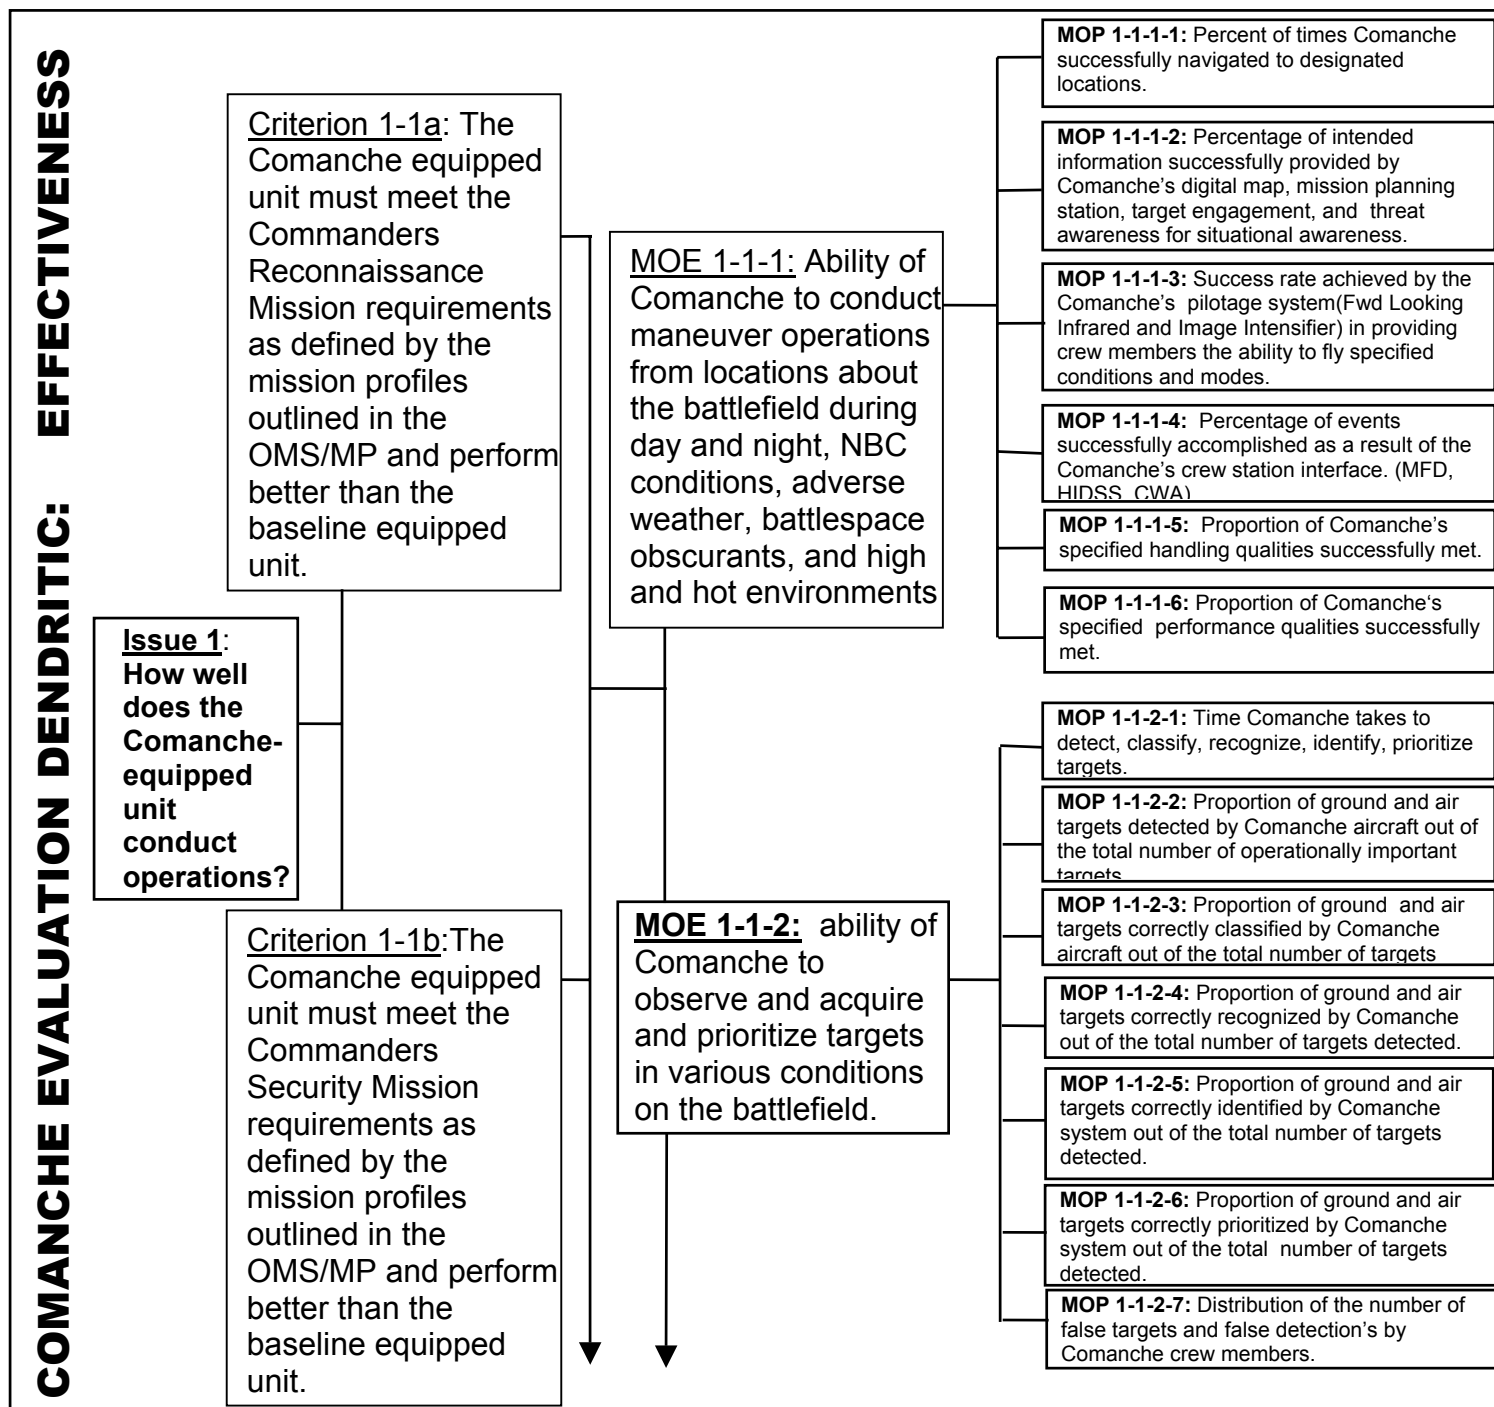 COMANCHE EVALUATION DENDRITIC: EFFECTIVENESS
Issue 1:
How well
does the
Comanche-
equipped
unit
conduct
operations?
Criterion 1-1a: The
Comanche equipped
unit must meet the
Commanders
Reconnaissance
Mission requirements
as defined by the
mission profiles
outlined in the
OMS/MP and perform
better than the
baseline equipped
unit.
Criterion 1-1b:The
Comanche equipped
unit must meet the
Commanders
Security Mission
requirements as
defined by the
mission profiles
outlined in the
OMS/MP and perform
better than the
baseline equipped
unit.
MOE 1-1-1: Ability of
Comanche to conduct
maneuver operations
from locations about
the battlefield during
day and night, NBC
conditions, adverse
weather, battlespace
obscurants, and high
and hot environments
MOE 1-1-2: ability of
Comanche to
observe and acquire
and prioritize targets
in various conditions
on the battlefield.
MOP 1-1-1-1: Percent of times Comanche
successfully navigated to designated
locations.
MOP 1-1-1-2: Percentage of intended
information successfully provided by
Comanche's digital map, mission planning
station, target engagement, and threat
awareness for situational awareness.
MOP 1-1-1-3: Success rate achieved by the
Comanche's pilotage system(Fwd Looking
Infrared and Image Intensifier) in providing
crew members the ability to fly specified
conditions and modes.
MOP 1-1-1-4: Percentage of events
successfully accomplished as a result of the
Comanche's crew station interface. (MFD,
HIDSS, CWA)
MOP 1-1-1-5: Proportion of Comanche's
specified handling qualities successfully met.
MOP 1-1-1-6: Proportion of Comanche‘s
specified performance qualities successfully
met.
MOP 1-1-2-1: Time Comanche takes to
detect, classify, recognize, identify, prioritize
targets.
MOP 1-1-2-2: Proportion of ground and air
targets detected by Comanche aircraft out of
the total number of operationally important
targets
MOP 1-1-2-3: Proportion of ground and air
targets correctly classified by Comanche
aircraft out of the total number of targets
MOP 1-1-2-4: Proportion of ground and air
targets correctly recognized by Comanche
out of the total number of targets detected.
MOP 1-1-2-5: Proportion of ground and air
targets correctly identified by Comanche
system out of the total number of targets
detected.
MOP 1-1-2-6: Proportion of ground and air
targets correctly prioritized by Comanche
system out of the total number of targets
detected.
MOP 1-1-2-7: Distribution of the number of
false targets and false detection's by
Comanche crew members.